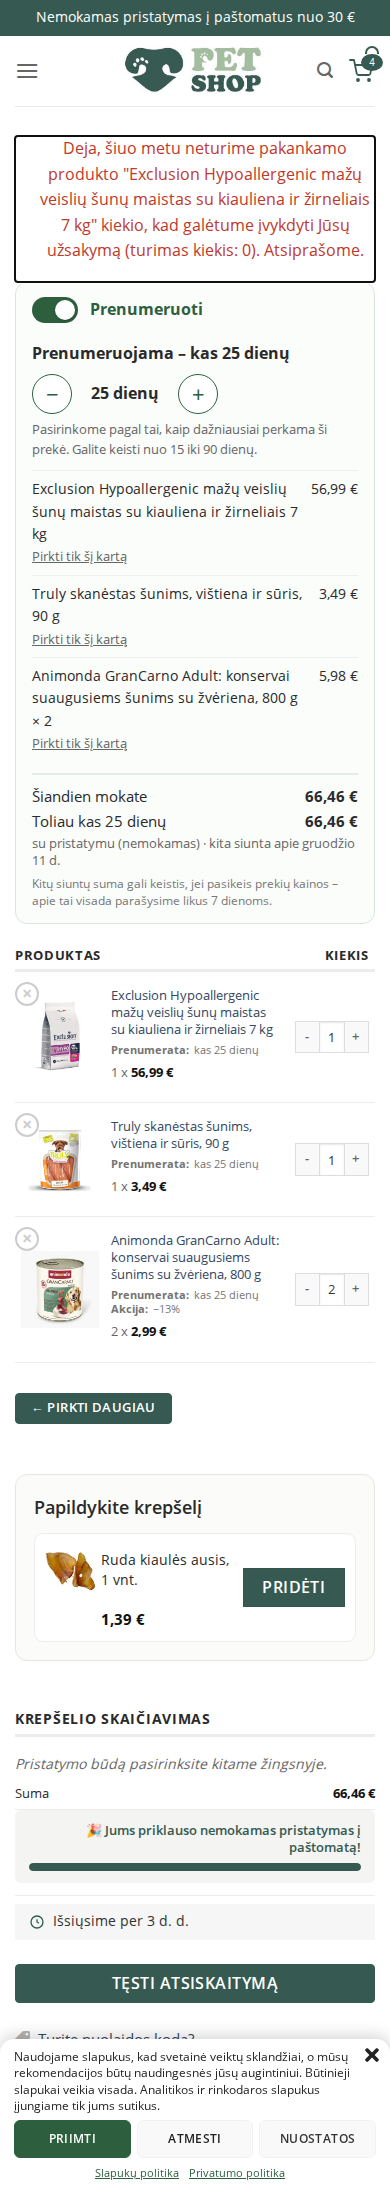 Nemokamas pristatymas į paštomatus nuo 30 €
PET
SHOP
4
Deja, šiuo metu neturime pakankamo
produkto "Exclusion Hypoallergenic mažų
veislių šunų maistas su kiauliena ir žirneliais
7 kg" kiekio, kad galėtume įvykdyti Jūsų
užsakymą (turimas kiekis: 0). Atsiprašome.
Prenumeruoti
Prenumeruojama – kas 25 dienų
− 25 dienų +
Pasirinkome pagal tai, kaip dažniausiai perkama ši
prekė. Galite keisti nuo 15 iki 90 dienų.
Exclusion Hypoallergenic mažų veislių 56,99 €
šunų maistas su kiauliena ir žirneliais 7
kg
Pirkti tik šį kartą
Truly skanėstas šunims, vištiena ir sūris, 3,49 €
90 g
Pirkti tik šį kartą
Animonda GranCarno Adult: konservai 5,98 €
suaugusiems šunims su žvėriena, 800 g
× 2
Pirkti tik šį kartą
Šiandien mokate 66,46 €
Toliau kas 25 dienų 66,46 €
su pristatymu (nemokamas) · kita siunta apie gruodžio
11 d.
Kitų siuntų suma gali keistis, jei pasikeis prekių kainos –
apie tai visada parašysime likus 7 dienoms.
PRODUKTAS KIEKIS
×
Exclusion Hypoallergenic
mažų veislių šunų maistas
su kiauliena ir žirneliais 7 kg
Prenumerata: kas 25 dienų
1 x 56,99 €
- 1 +
×
Truly skanėstas šunims,
vištiena ir sūris, 90 g
Prenumerata: kas 25 dienų
1 x 3,49 €
- 1 +
×
Animonda GranCarno Adult:
konservai suaugusiems
šunims su žvėriena, 800 g
Prenumerata: kas 25 dienų
Akcija: −13%
2 x 2,99 €
- 2 +
← PIRKTI DAUGIAU
Papildykite krepšelį
Ruda kiaulės ausis,
1 vnt.
1,39 €
PRIDĖTI
KREPŠELIO SKAIČIAVIMAS
Pristatymo būdą pasirinksite kitame žingsnyje.
Suma 66,46 €
🎉 Jums priklauso nemokamas pristatymas į
paštomatą!
Išsiųsime per 3 d. d.
TĘSTI ATSISKAITYMĄ
Turite nuolaidos kodą?
Naudojame slapukus, kad svetainė veiktų sklandžiai, o mūsų
rekomendacijos būtų naudingesnės jūsų augintiniui. Būtinieji
slapukai veikia visada. Analitikos ir rinkodaros slapukus
įjungiame tik jums sutikus.
PRIIMTI ATMESTI NUOSTATOS
Slapukų politika Privatumo politika